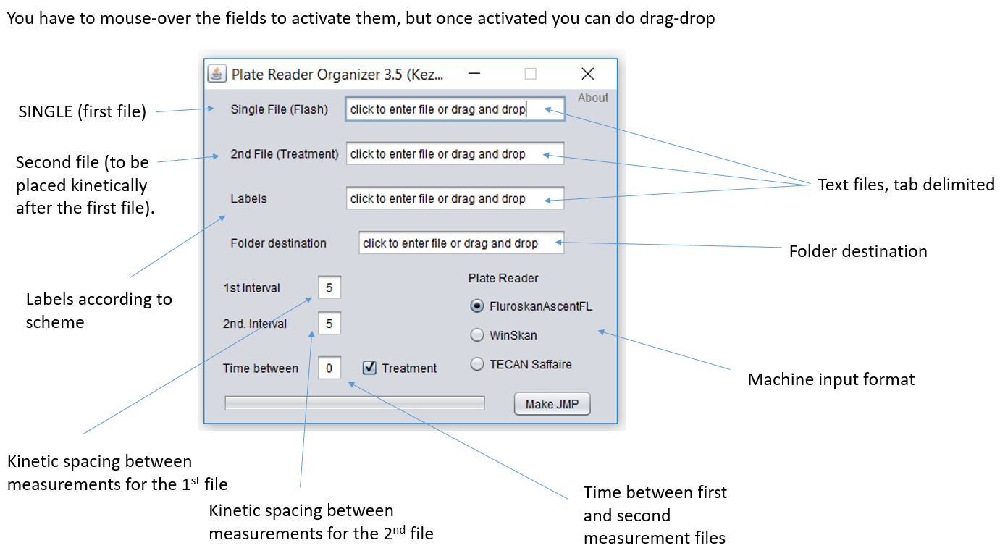 You have to mouse-over the fields to activate them, but once activated you can do drag-drop
Plate Reader Organizer 3.5 (Kez...
About
SINGLE (first file)
Single File (Flash)
click to enter file or drag and drop
Second file (to be
placed kinetically
after the first file).
2nd File (Treatment)
click to enter file or drag and drop
Text files, tab delimited
Labels
click to enter file or drag and drop
Folder destination
click to enter file or drag and drop
Folder destination
Labels according to
scheme
1st Interval
5
2nd. Interval
5
Time between
0
Treatment
Plate Reader
FluroskanAscentFL
WinSkan
TECAN Saffaire
Machine input format
Make JMP
Kinetic spacing between
measurements for the 1st file
Kinetic spacing between
measurements for the 2nd file
Time between first
and second
measurement files